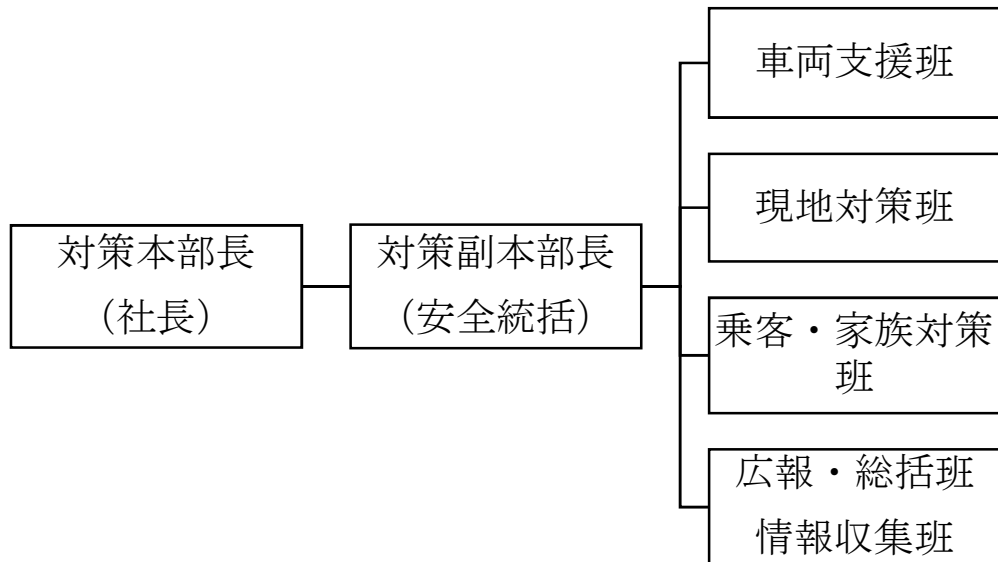 対策本部長
（社長）
対策副本部長
（安全統括）
車両支援班
現地対策班
乗客・家族対策
班
広報・総括班
情報収集班